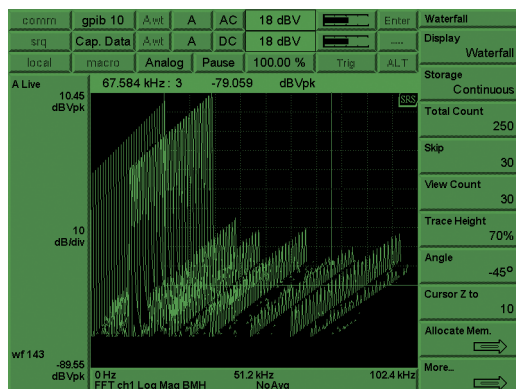 comm gpib 10 A wt A AC 18 dBV Enter Waterfall
srq Cap. Data A wt A DC 18 dBV ---- Display
Waterfall
local macro Analog Pause 100.00 % Trig ALT
Storage
Continuous
A Live 67.584 kHz : 3 -79.059 dBVpk
10.45
dBVpk
SRS
Total Count
250
Skip
30
View Count
30
10
dB/div
Trace Height
70%
Angle
-45º
Cursor Z to
10
Allocate Mem.
wf 143
-89.55
dBVpk
0 Hz 51.2 kHz 102.4 kHz
More...
FFT ch1 Log Mag BMH NoAvg